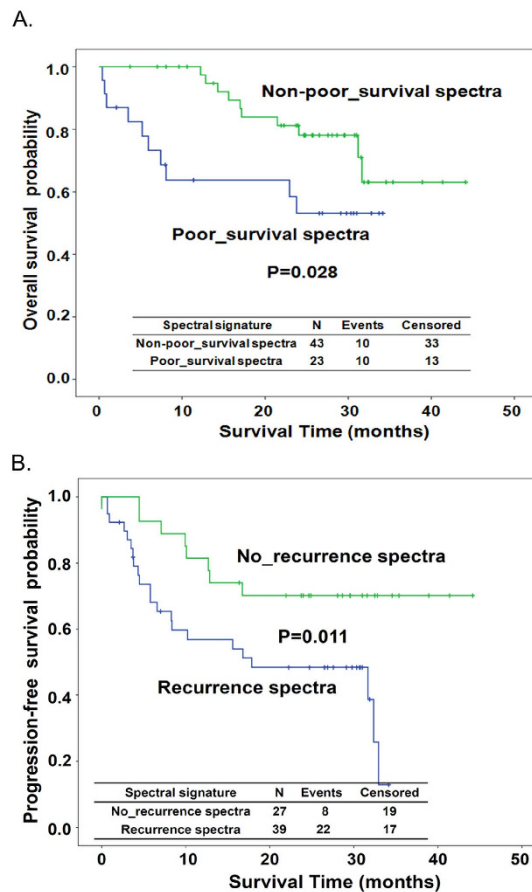 A.
1.0
0.8
0.6
0.4
0.2
0.0
Overall survival probability
Non-poor_survival spectra
Poor_survival spectra
P=0.028
Spectral signature N Events Censored
Non-poor_survival spectra 43 10 33
Poor_survival spectra 23 10 13
0 10 20 30 40 50
Survival Time (months)
B.
1.0
0.8
0.6
0.4
0.2
0.0
Progression-free survival probability
No_recurrence spectra
P=0.011
Recurrence spectra
Spectral signature N Events Censored
No_recurrence spectra 27 8 19
Recurrence spectra 39 22 17
0 10 20 30 40 50
Survival Time (months)